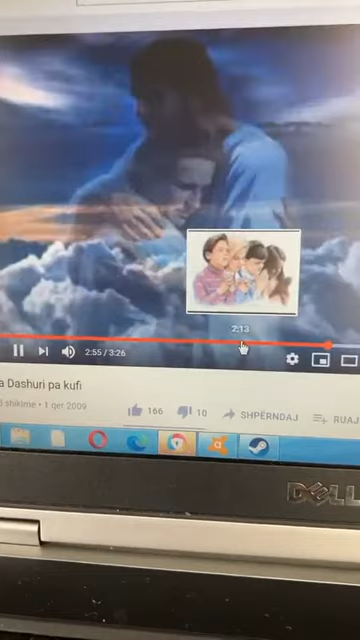 2:13
2:55 / 3:26
a Dashuri pa kufi
shikime • 1 qer 2009
166
10
SHPËRNDAJ
RUAJ
DELL